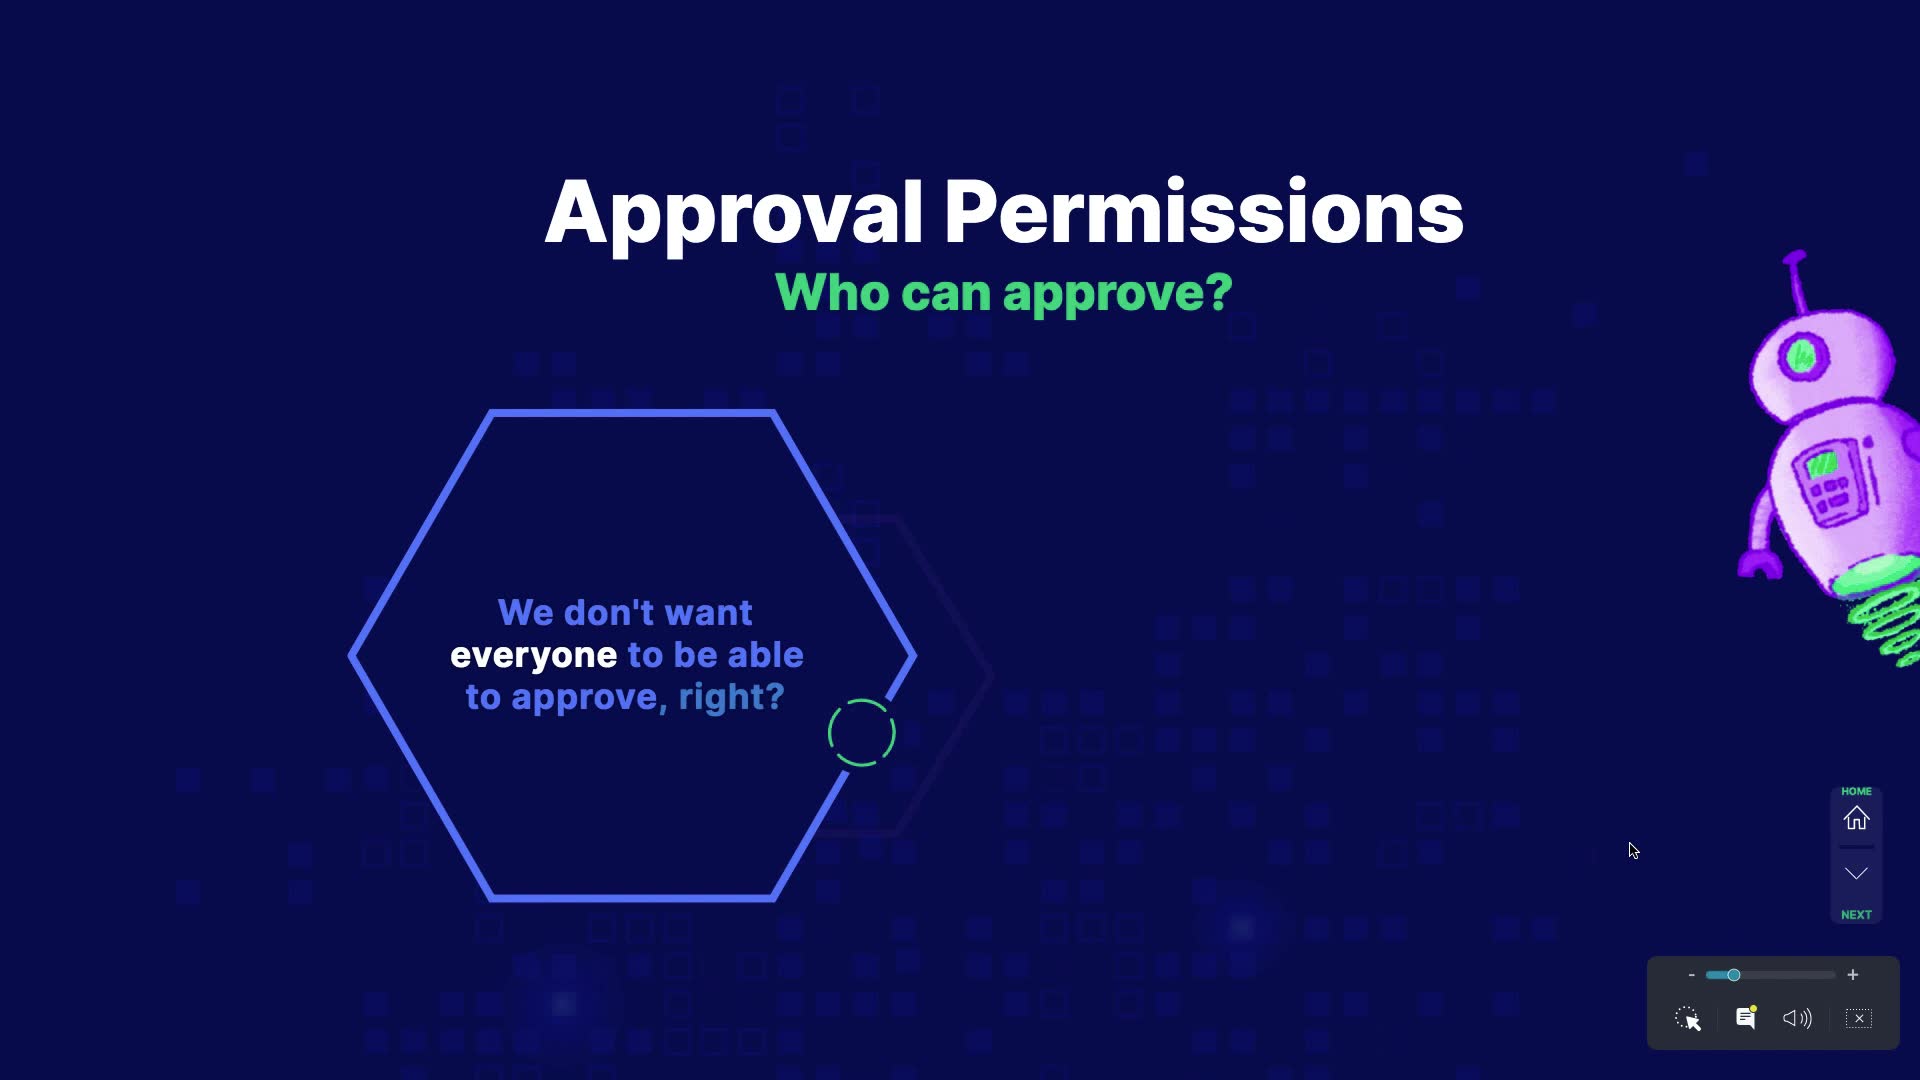 Approval Permissions
Who can approve?
We don't want
everyone to be able
to approve, right?
HOME
NEXT
- +